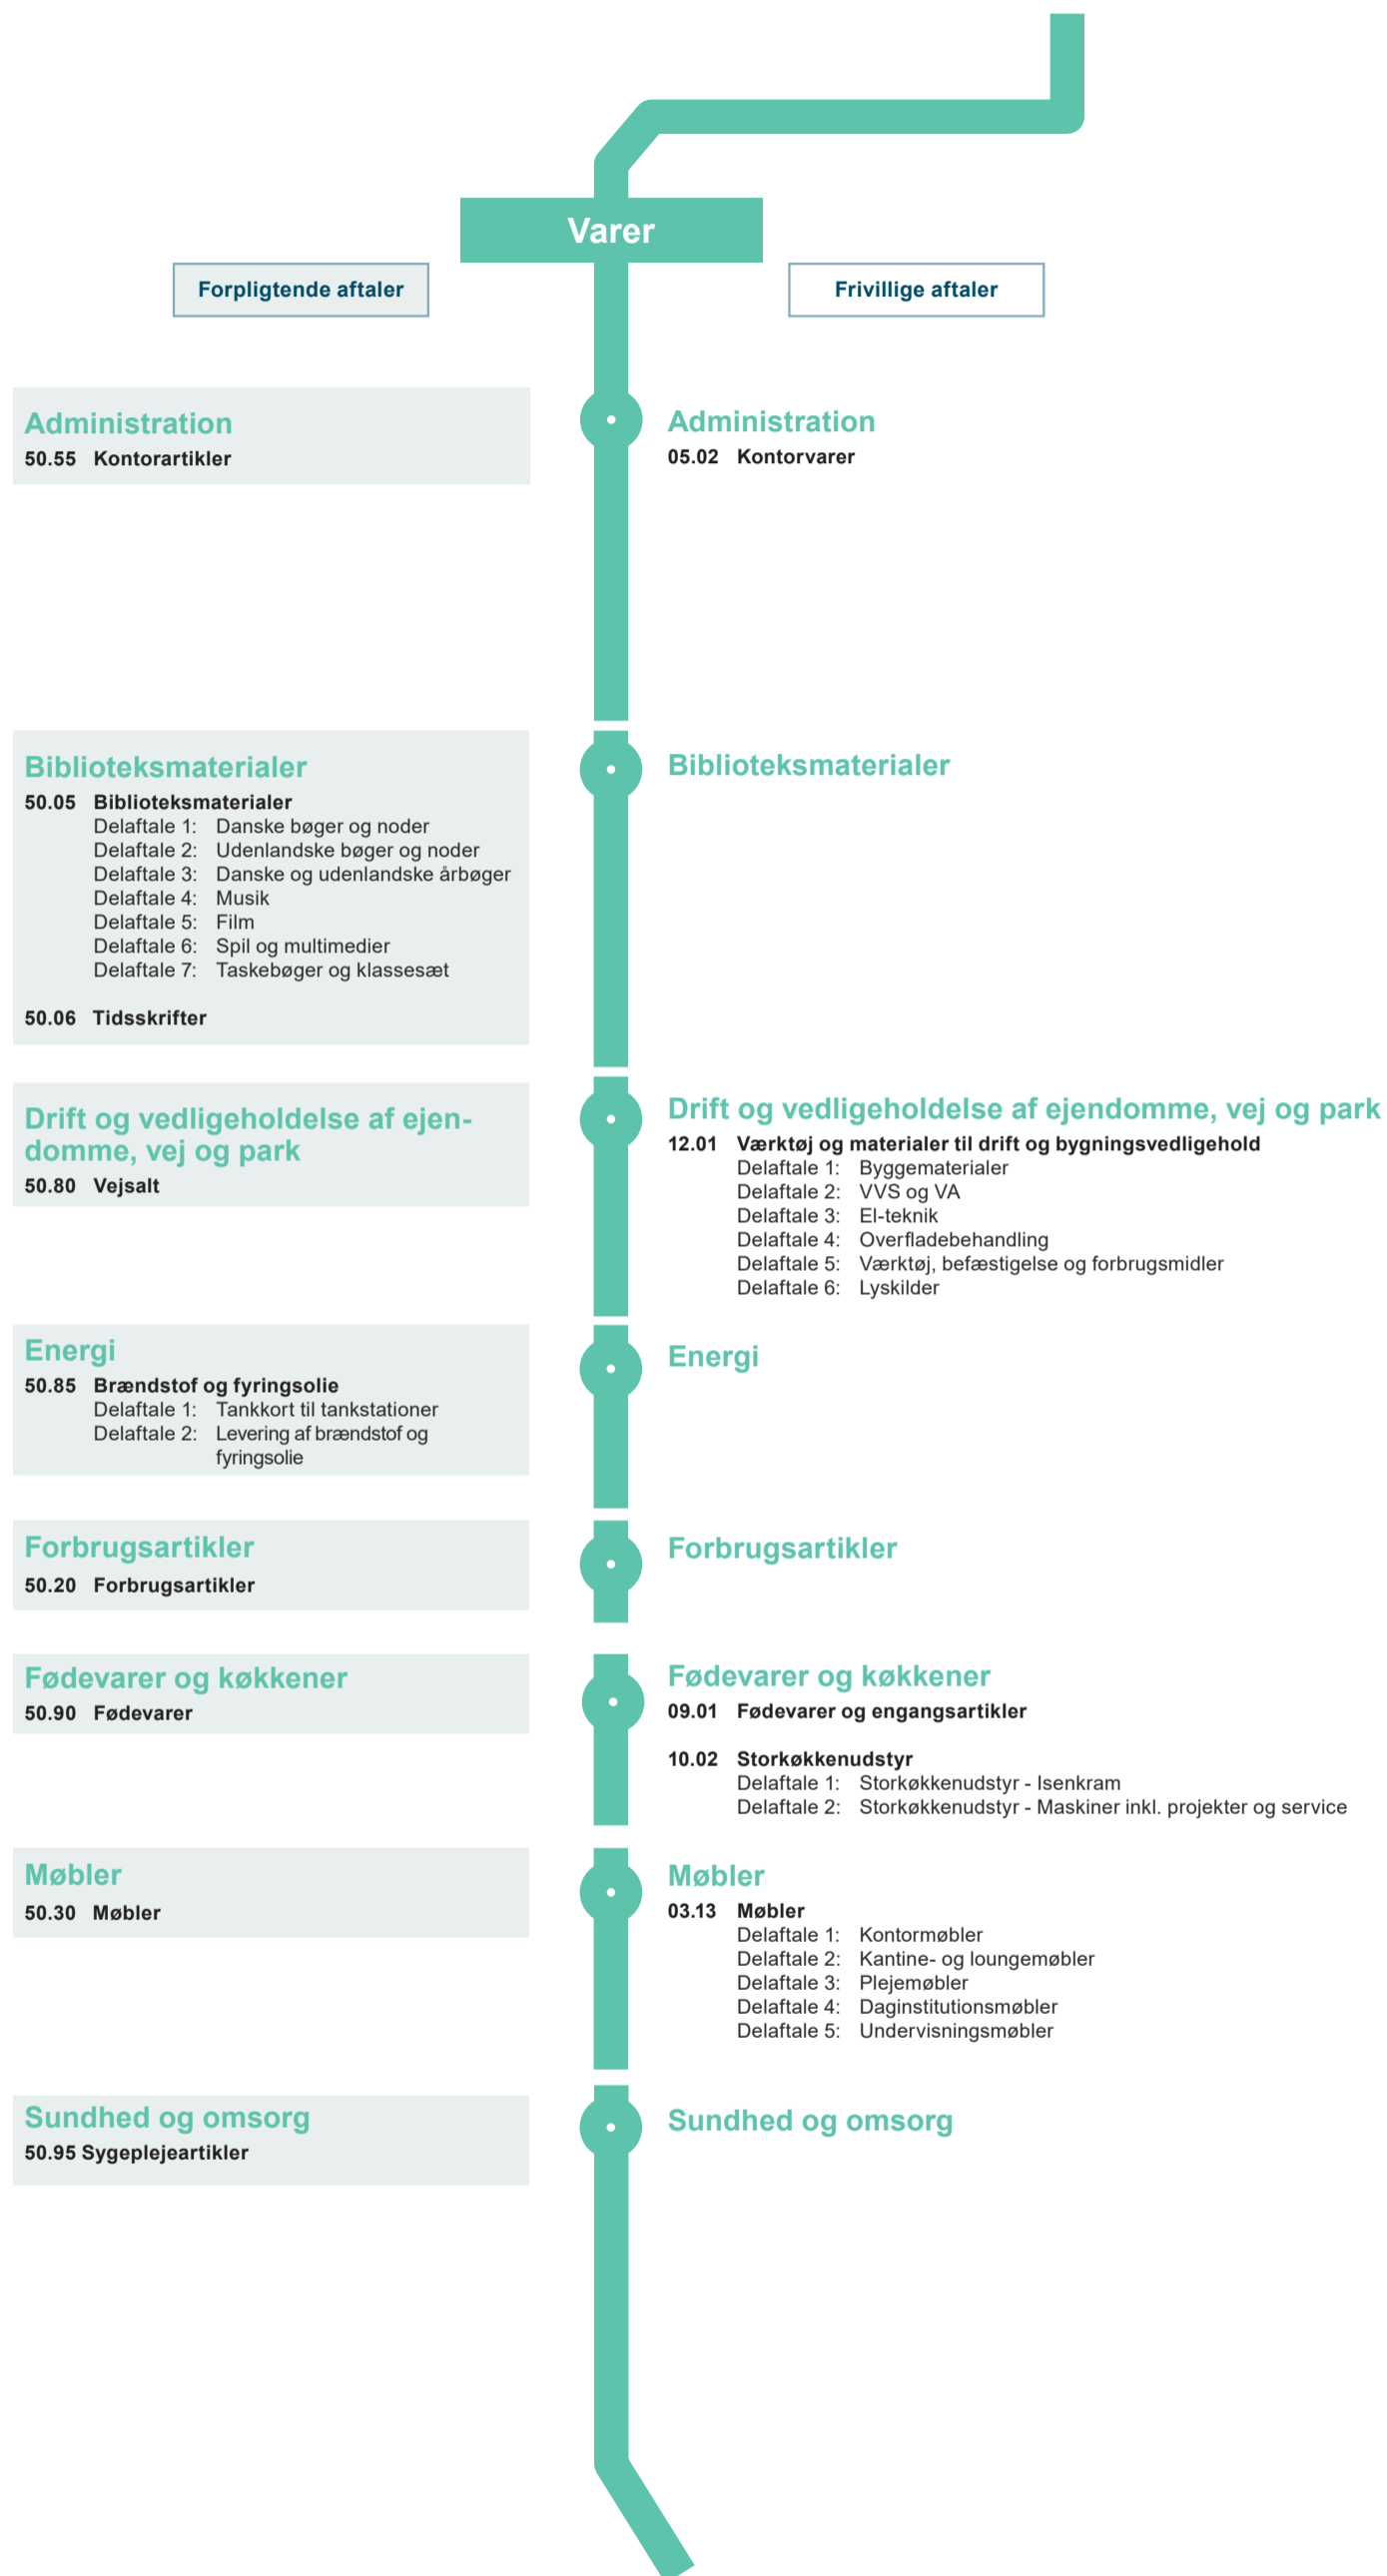 Varer
Forpligtende aftaler
Frivillige aftaler
Administration
50.55 Kontorartikler
Administration
05.02 Kontorvarer
Biblioteksmaterialer
50.05 Biblioteksmaterialer
Delaftale 1: Danske bøger og noder
Delaftale 2: Udenlandske bøger og noder
Delaftale 3: Danske og udenlandske årbøger
Delaftale 4: Musik
Delaftale 5: Film
Delaftale 6: Spil og multimedier
Delaftale 7: Taskebøger og klassesæt
50.06 Tidsskrifter
Biblioteksmaterialer
Drift og vedligeholdelse af ejen-
domme, vej og park
50.80 Vejsalt
Drift og vedligeholdelse af ejendomme, vej og park
12.01 Værktøj og materialer til drift og bygningsvedligehold
Delaftale 1: Byggematerialer
Delaftale 2: VVS og VA
Delaftale 3: El-teknik
Delaftale 4: Overfladebehandling
Delaftale 5: Værktøj, befæstigelse og forbrugsmidler
Delaftale 6: Lyskilder
Energi
50.85 Brændstof og fyringsolie
Delaftale 1: Tankkort til tankstationer
Delaftale 2: Levering af brændstof og
fyringsolie
Energi
Forbrugsartikler
50.20 Forbrugsartikler
Forbrugsartikler
Fødevarer og køkkener
50.90 Fødevarer
Fødevarer og køkkener
09.01 Fødevarer og engangsartikler
10.02 Storkøkkenudstyr
Delaftale 1: Storkøkkenudstyr - Isenkram
Delaftale 2: Storkøkkenudstyr - Maskiner inkl. projekter og service
Møbler
50.30 Møbler
Møbler
03.13 Møbler
Delaftale 1: Kontormøbler
Delaftale 2: Kantine- og loungemøbler
Delaftale 3: Plejemøbler
Delaftale 4: Daginstitutionsmøbler
Delaftale 5: Undervisningsmøbler
Sundhed og omsorg
50.95 Sygeplejeartikler
Sundhed og omsorg